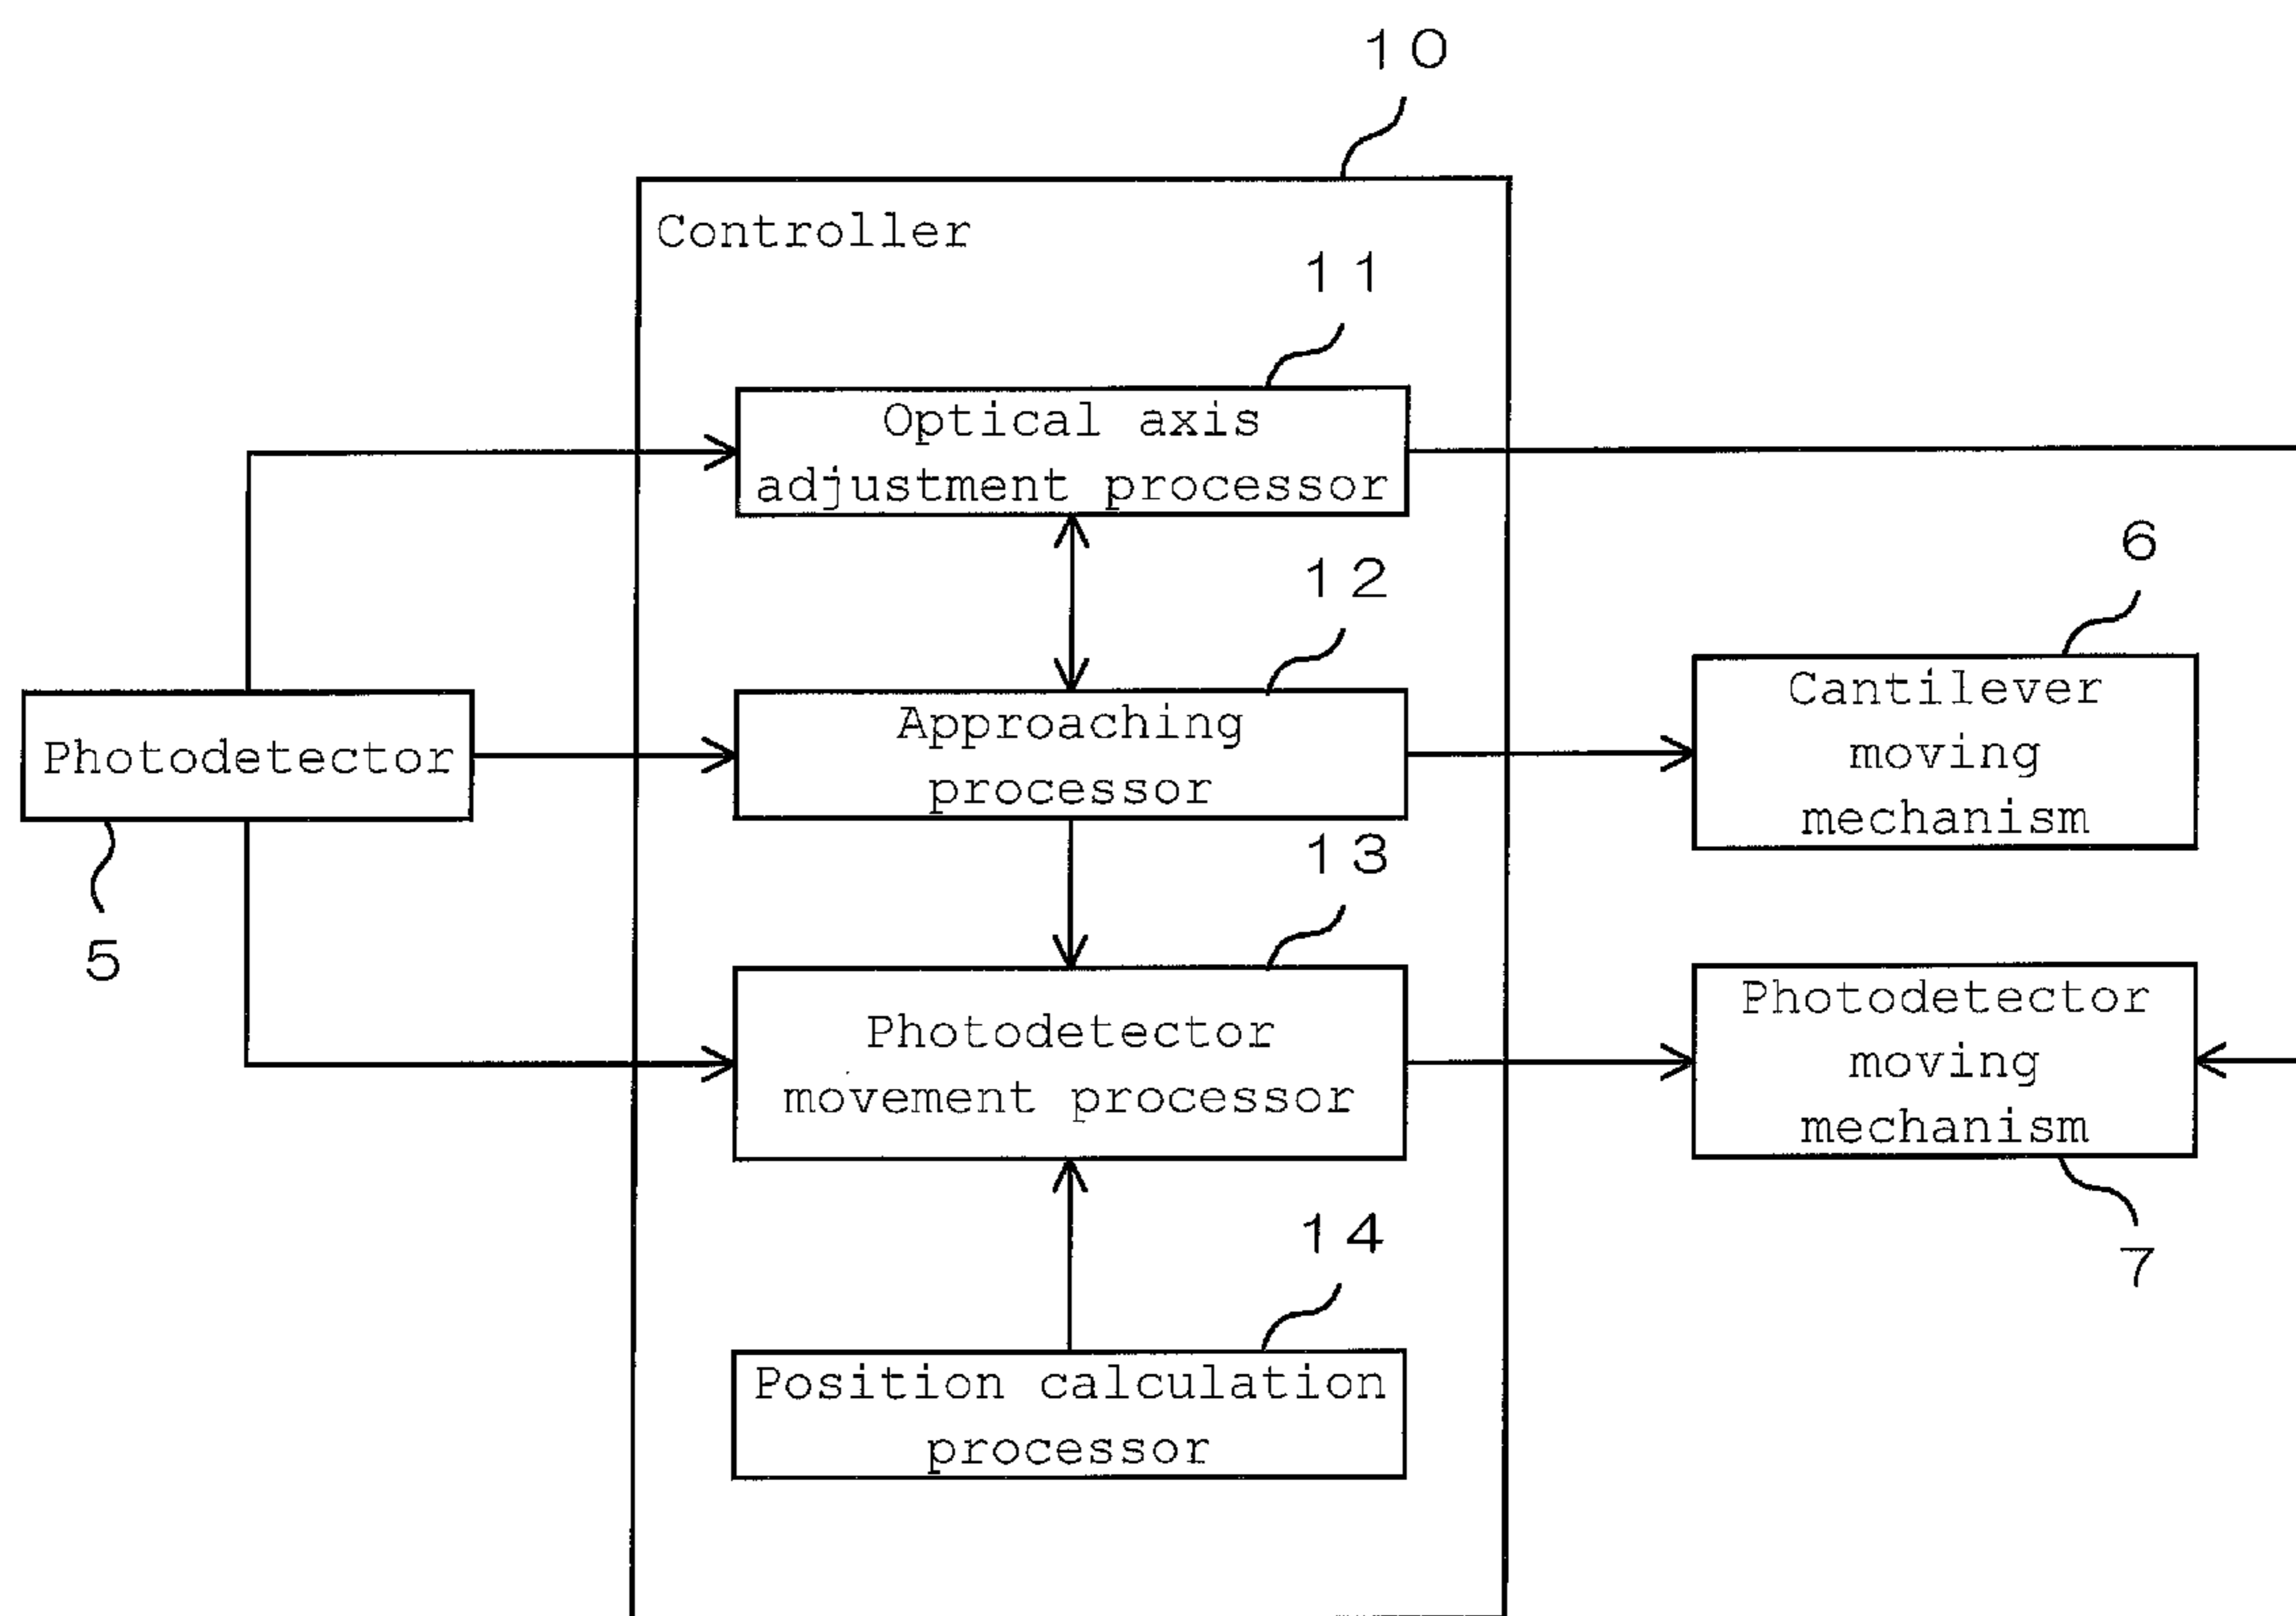 10
Controller
11
Optical axis
adjustment processor
12
6
Approaching
processor
Cantilever
moving
mechanism
Photodetector
5
13
Photodetector
movement processor
Photodetector
moving
mechanism
7
14
Position calculation
processor